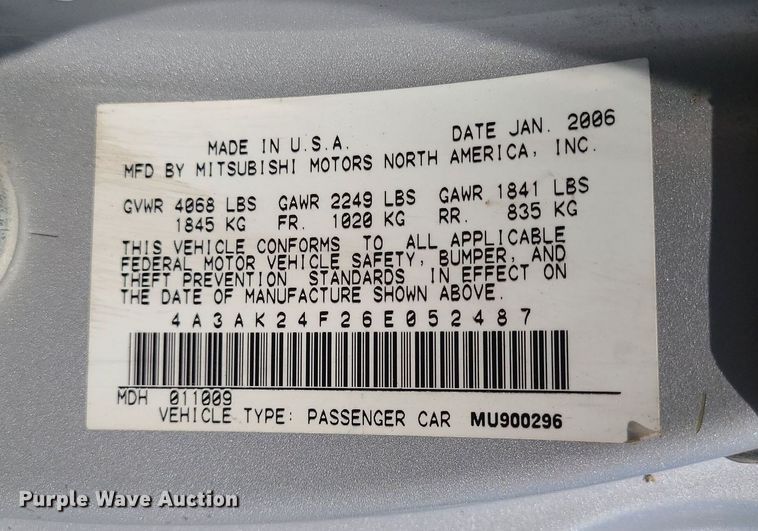 MADE IN U.S.A. DATE JAN. 2006
MFD BY MITSUBISHI MOTORS NORTH AMERICA, INC.
GVWR 4068 LBS GAWR 2249 LBS GAWR 1841 LBS
1845 KG FR. 1020 KG RR. 835 KG
THIS VEHICLE CONFORMS TO ALL APPLICABLE
FEDERAL MOTOR VEHICLE SAFETY, BUMPER, AND
THEFT PREVENTION STANDARDS IN EFFECT ON
THE DATE OF MANUFACTURE SHOWN ABOVE.
4A3AK24F26E052487
MDH 011009
VEHICLE TYPE: PASSENGER CAR MU900296
Purple Wave Auction